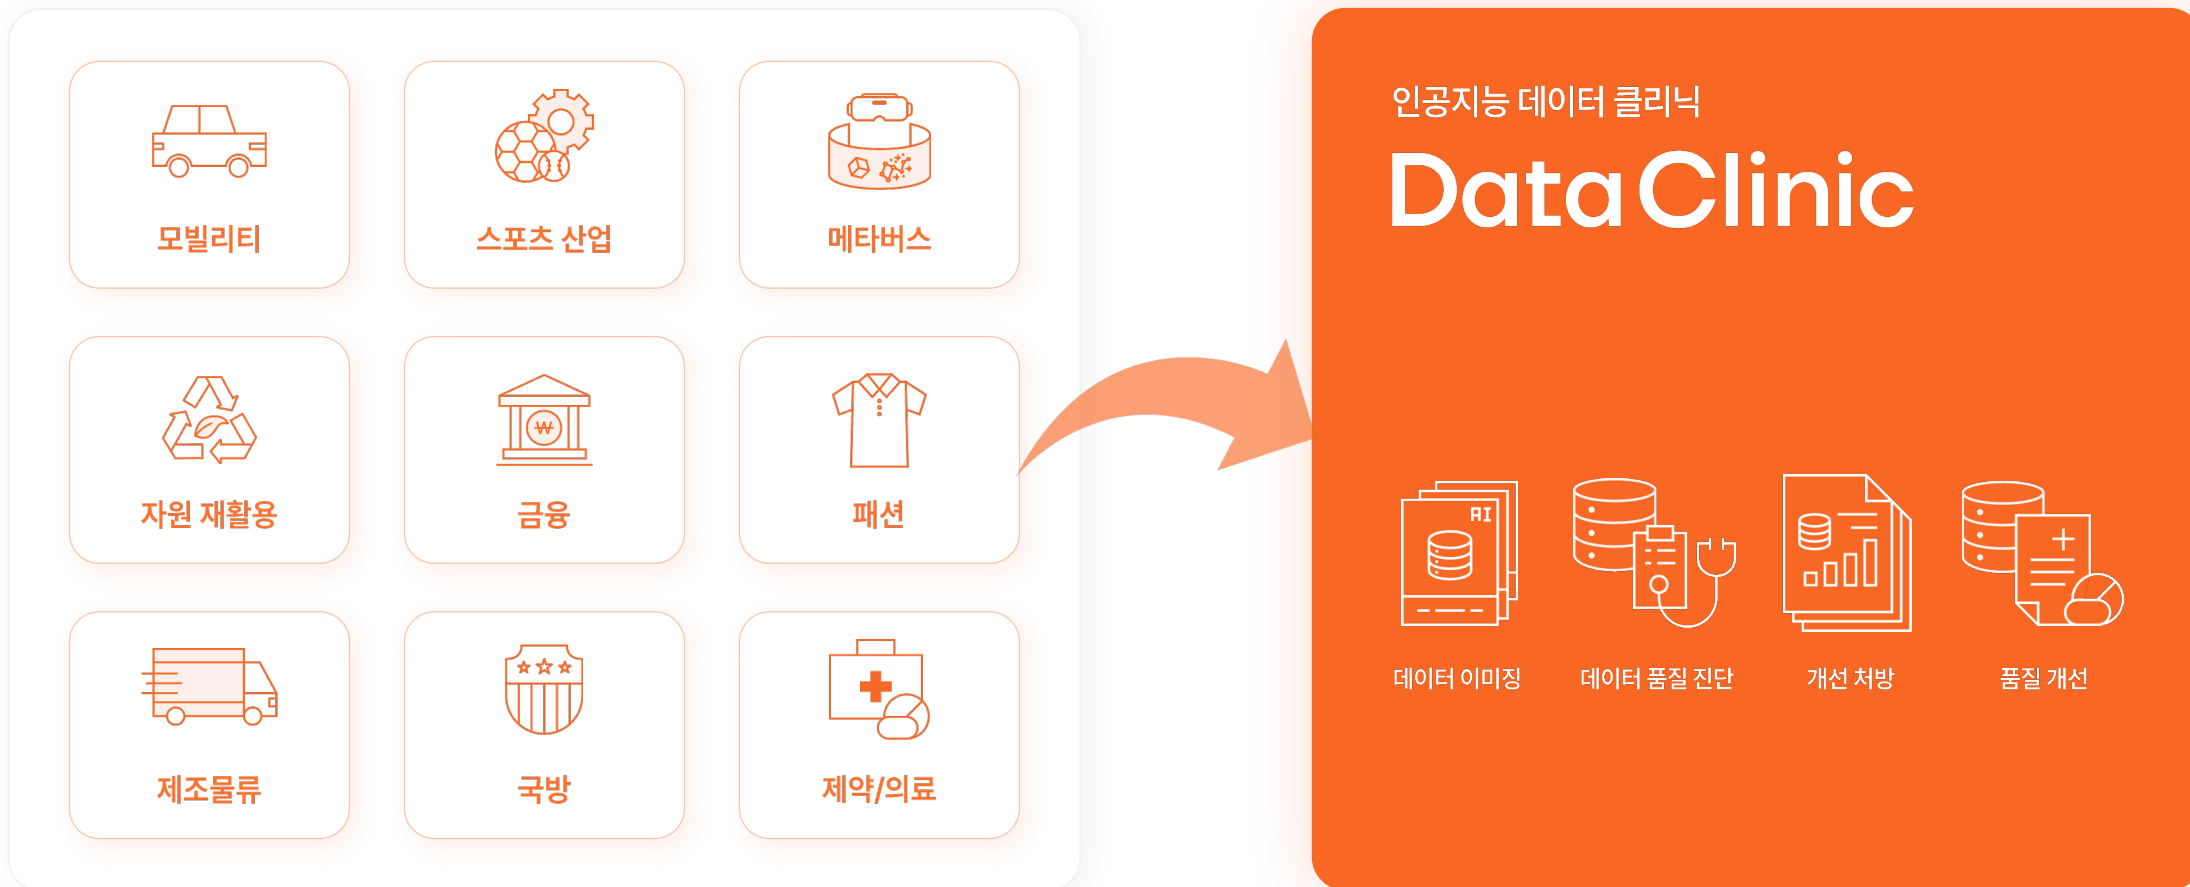 모빌리티
스포츠 산업
메타버스
자원 재활용
₩
금융
패션
제조물류
국방
제약/의료
인공지능 데이터 클리닉
Data Clinic
AI
데이터 이미징
데이터 품질 진단
개선 처방
품질 개선